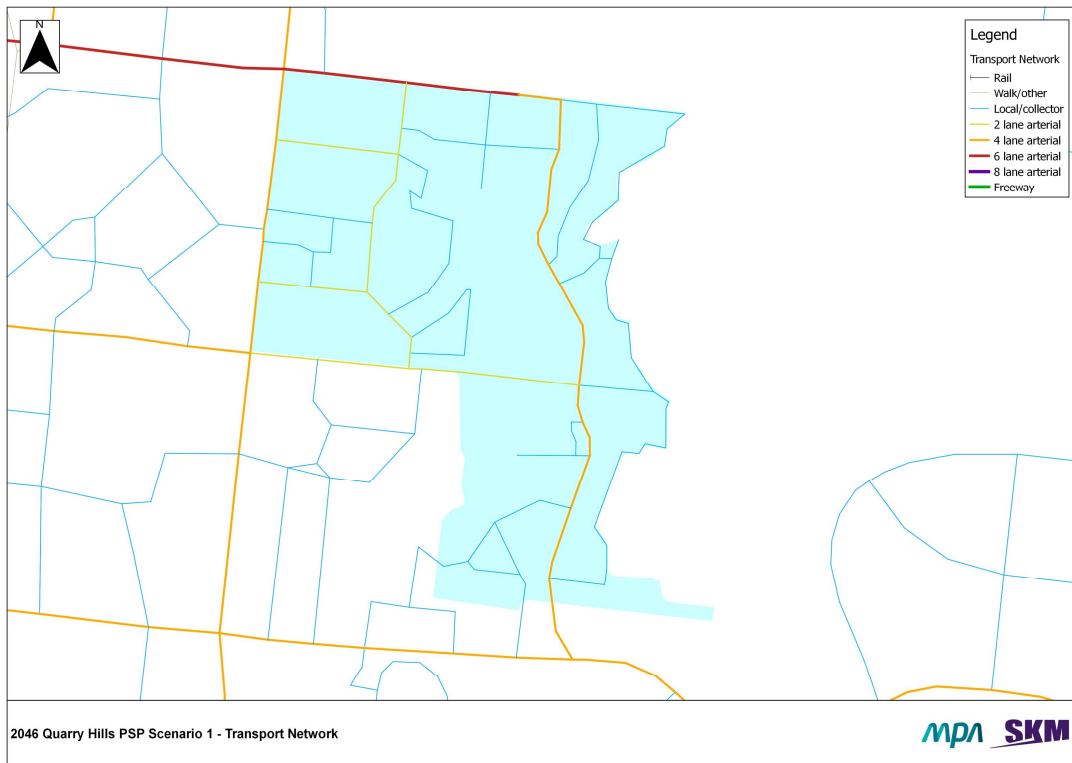 N
Legend
Transport Network
Rail
Walk/other
Local/collector
2 lane arterial
4 lane arterial
6 lane arterial
8 lane arterial
Freeway
2046 Quarry Hills PSP Scenario 1 - Transport Network
MPA SKM